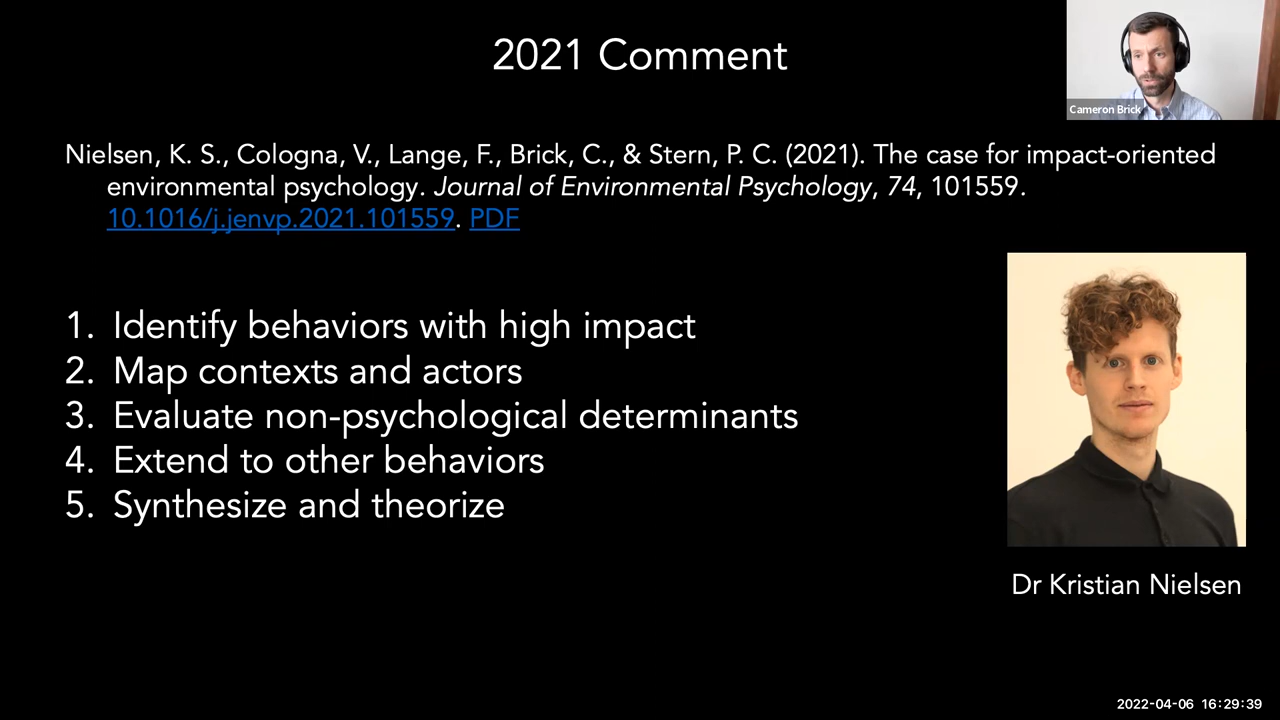 2021 Comment
Cameron Brick
Nielsen, K. S., Cologna, V., Lange, F., Brick, C., & Stern, P. C. (2021). The case for impact-oriented
environmental psychology. Journal of Environmental Psychology, 74, 101559.
10.1016/j.jenvp.2021.101559. PDF
1. Identify behaviors with high impact
2. Map contexts and actors
3. Evaluate non-psychological determinants
4. Extend to other behaviors
5. Synthesize and theorize
Dr Kristian Nielsen
2022-04-06 16:29:39